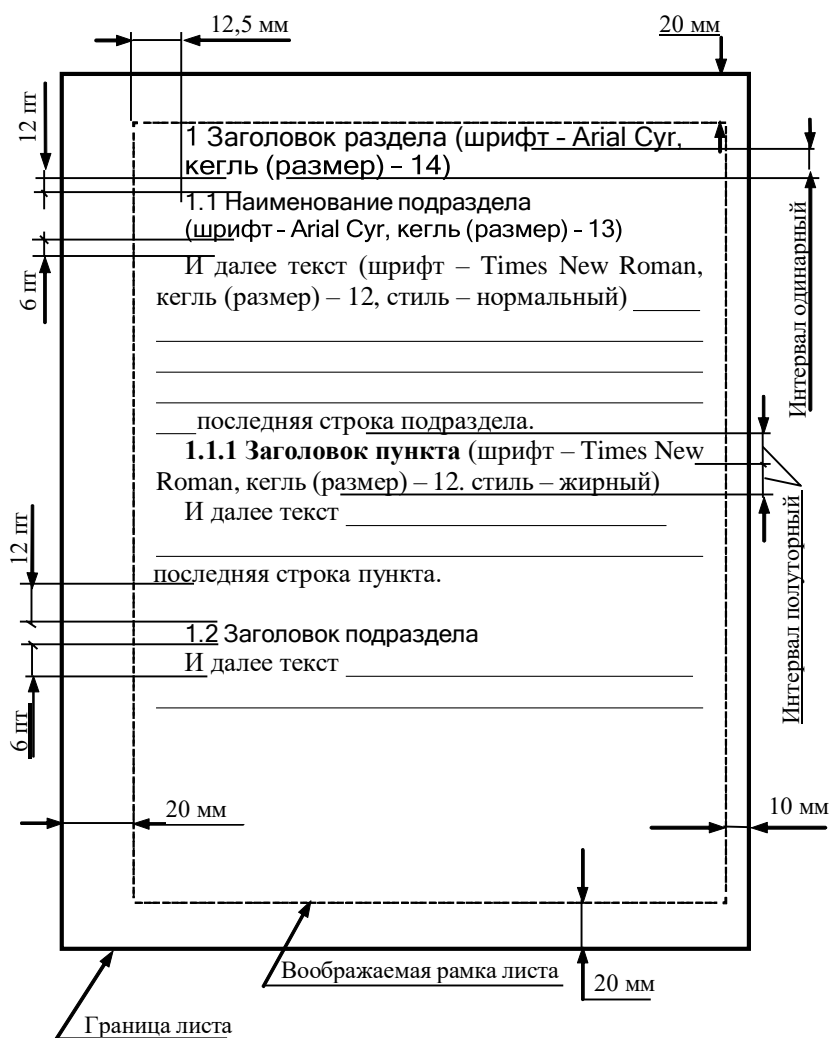 12,5 мм
20 мм
12 пт
1 Заголовок раздела (шрифт - Arial Cyr,
кегль (размер) – 14)
1.1 Наименование подраздела
(шрифт - Arial Cyr, кегль (размер) - 13)
6 пт
И далее текст (шрифт – Times New Roman,
кегль (размер) – 12, стиль – нормальный)
Интервал одинарный
последняя строка подраздела.
1.1.1 Заголовок пункта (шрифт – Times New
Roman, кегль (размер) – 12. стиль – жирный)
И далее текст
12 пт
последняя строка пункта.
Интервал полуторный
1.2 Заголовок подраздела
И далее текст
6 пт
20 мм
10 мм
Воображаемая рамка листа
20 мм
Граница листа